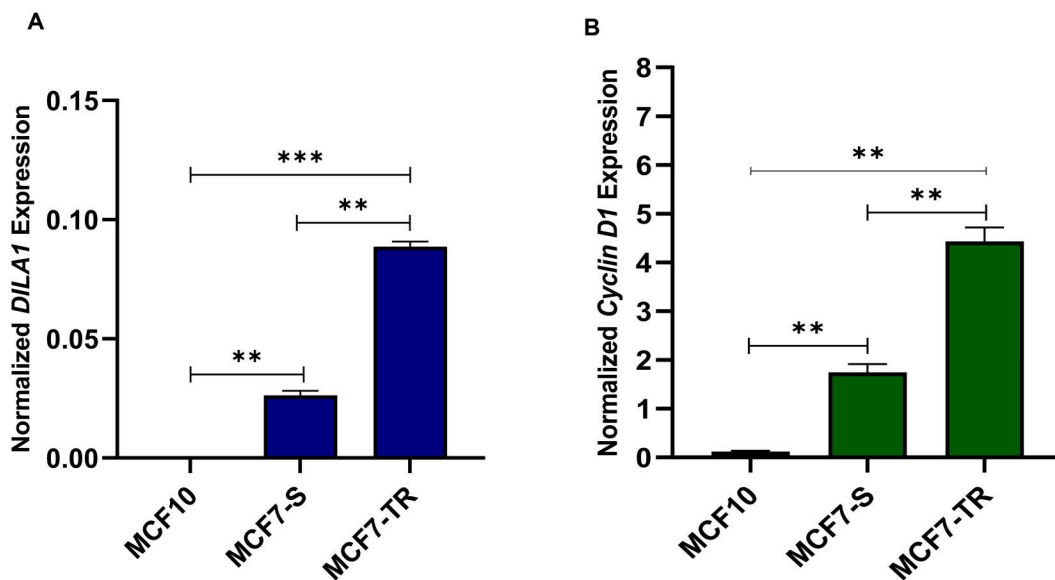 A
Normalized DILA1 Expression
0.15
0.10
0.05
0.00
***
**
**
MCF10
MCF7-S
MCF7-TR
B
Normalized Cyclin D1 Expression
8
7
6
5
4
3
2
1
0
**
**
**
MCF10
MCF7-S
MCF7-TR